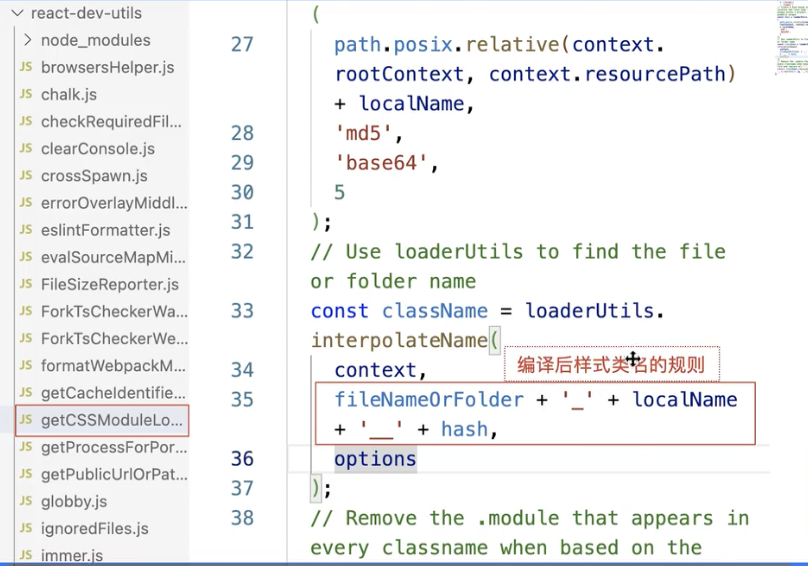 react-dev-utils
node_modules
JS browsersHelper.js
JS chalk.js
JS checkRequiredFil...
JS clearConsole.js
JS crossSpawn.js
JS errorOverlayMiddl...
JS eslintFormatter.js
JS evalSourceMapMi...
JS FileSizeReporter.js
JS ForkTsCheckerWa...
JS ForkTsCheckerWe...
JS formatWebpackM...
JS getCacheIdentifie...
JS getCSSModuleLo...
JS getProcessForPor...
JS getPublicUrlOrPat...
JS globby.js
JS ignoredFiles.js
JS immer.js
(
27 path.posix.relative(context.
rootContext, context.resourcePath)
+ localName,
28 'md5',
29 'base64',
30 5
31 );
32 // Use loaderUtils to find the file
or folder name
33 const className = loaderUtils.
interpolateName(
编译后样式类名的规则
34 context,
35 fileNameOrFolder + '_' + localName
+ '__' + hash,
36 options
37 );
38 // Remove the .module that appears in
every classname when based on the